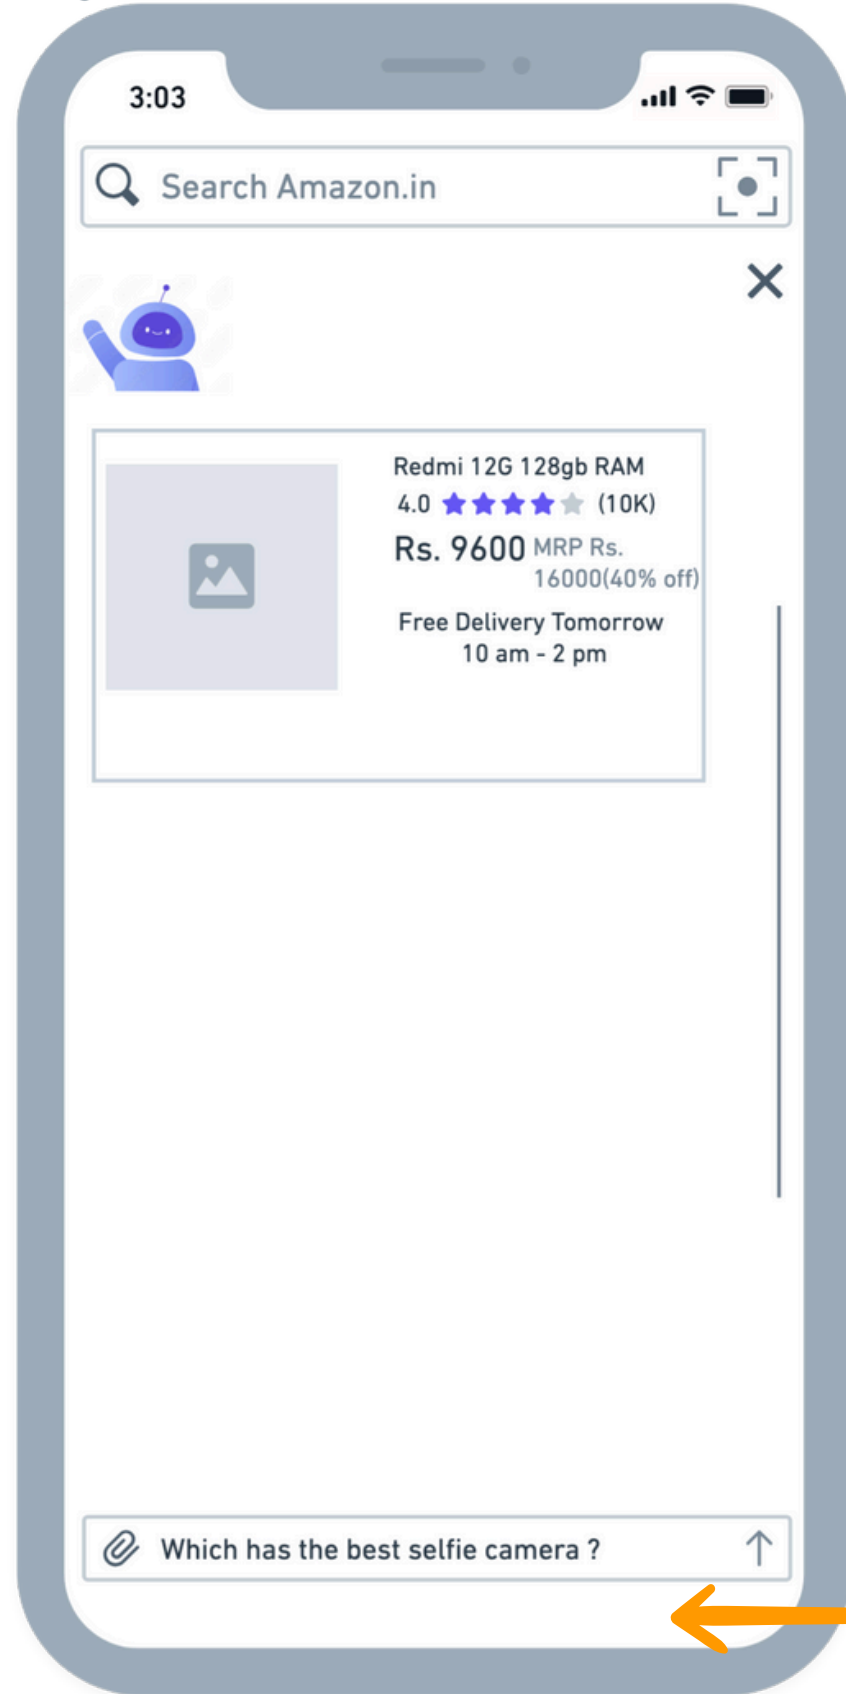 3:03
Search Amazon.in
Redmi 12G 128gb RAM
4.0 (10K)
Rs. 9600 MRP Rs.
16000(40% off)
Free Delivery Tomorrow
10 am - 2 pm
Which has the best selfie camera ?